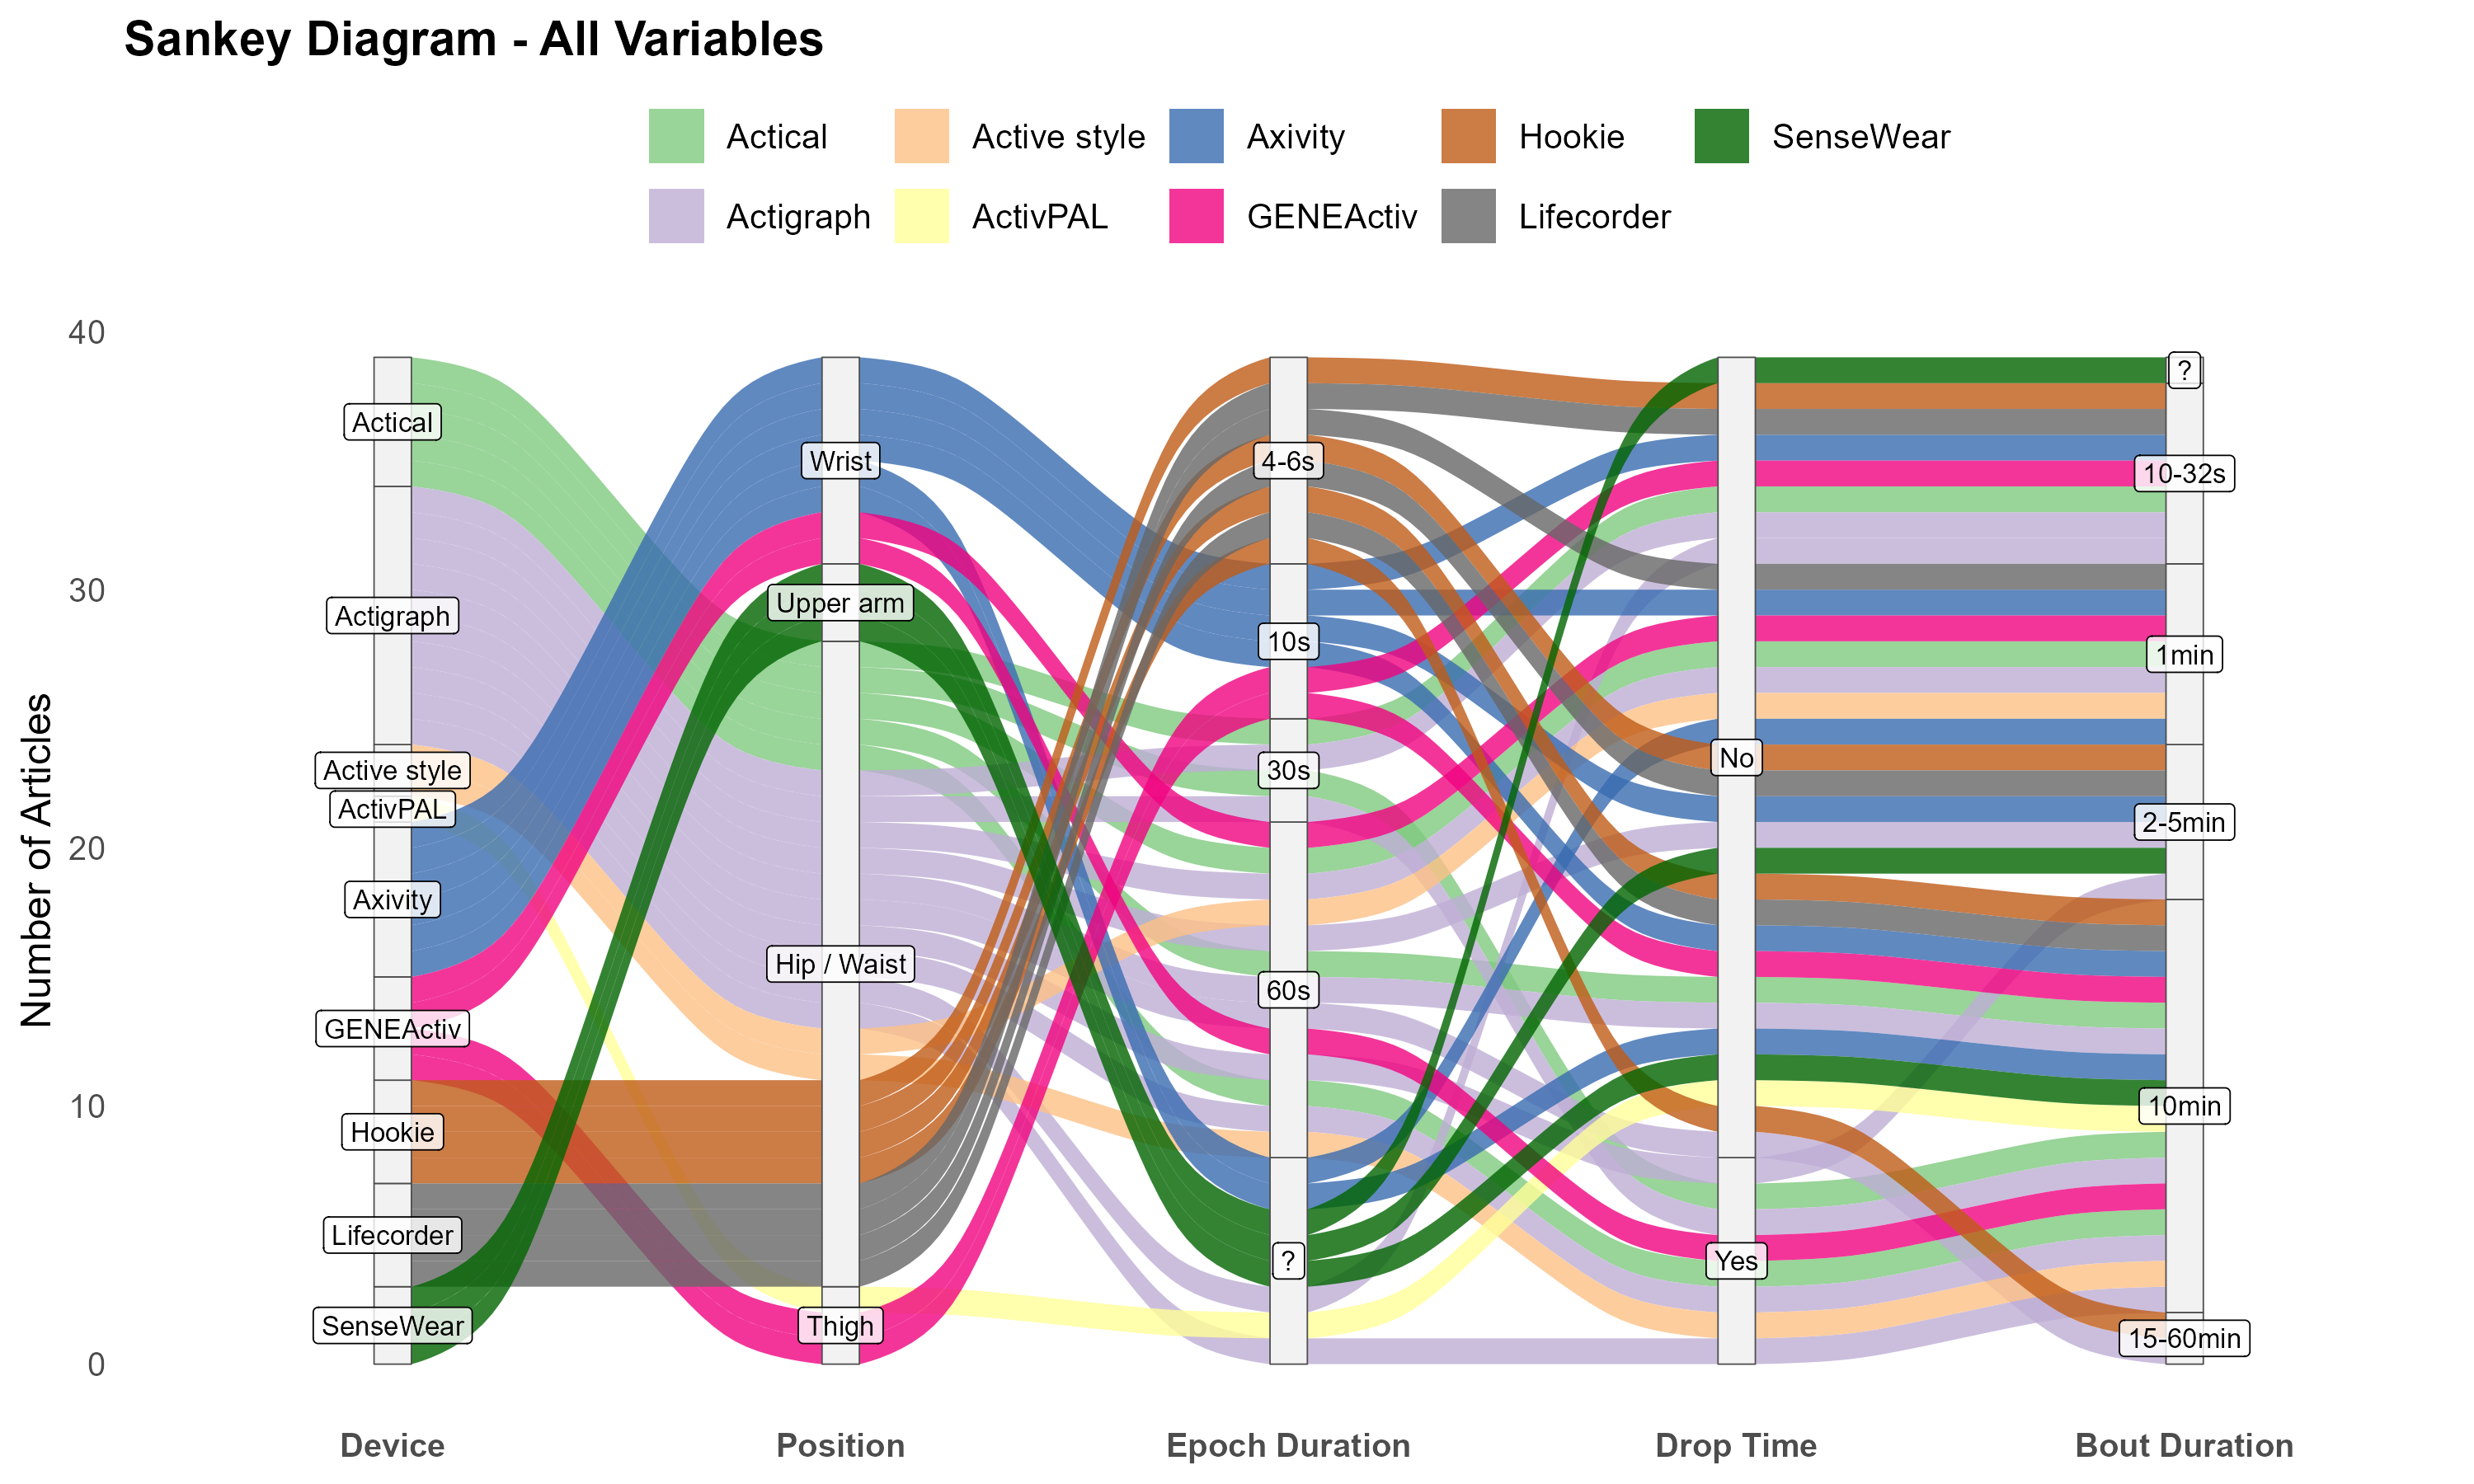 Sankey Diagram - All Variables
Actical
Active style
Axivity
Hookie
SenseWear
Actigraph
ActivPAL
GENEActiv
Lifecorder
Number of Articles
40
30
20
10
0
Actical
Actigraph
Active style
ActivPAL
Axivity
GENEActiv
Hookie
Lifecorder
SenseWear
Wrist
Upper arm
Hip / Waist
Thigh
4-6s
10s
30s
60s
?
No
Yes
?
10-32s
1min
2-5min
10min
15-60min
Device
Position
Epoch Duration
Drop Time
Bout Duration